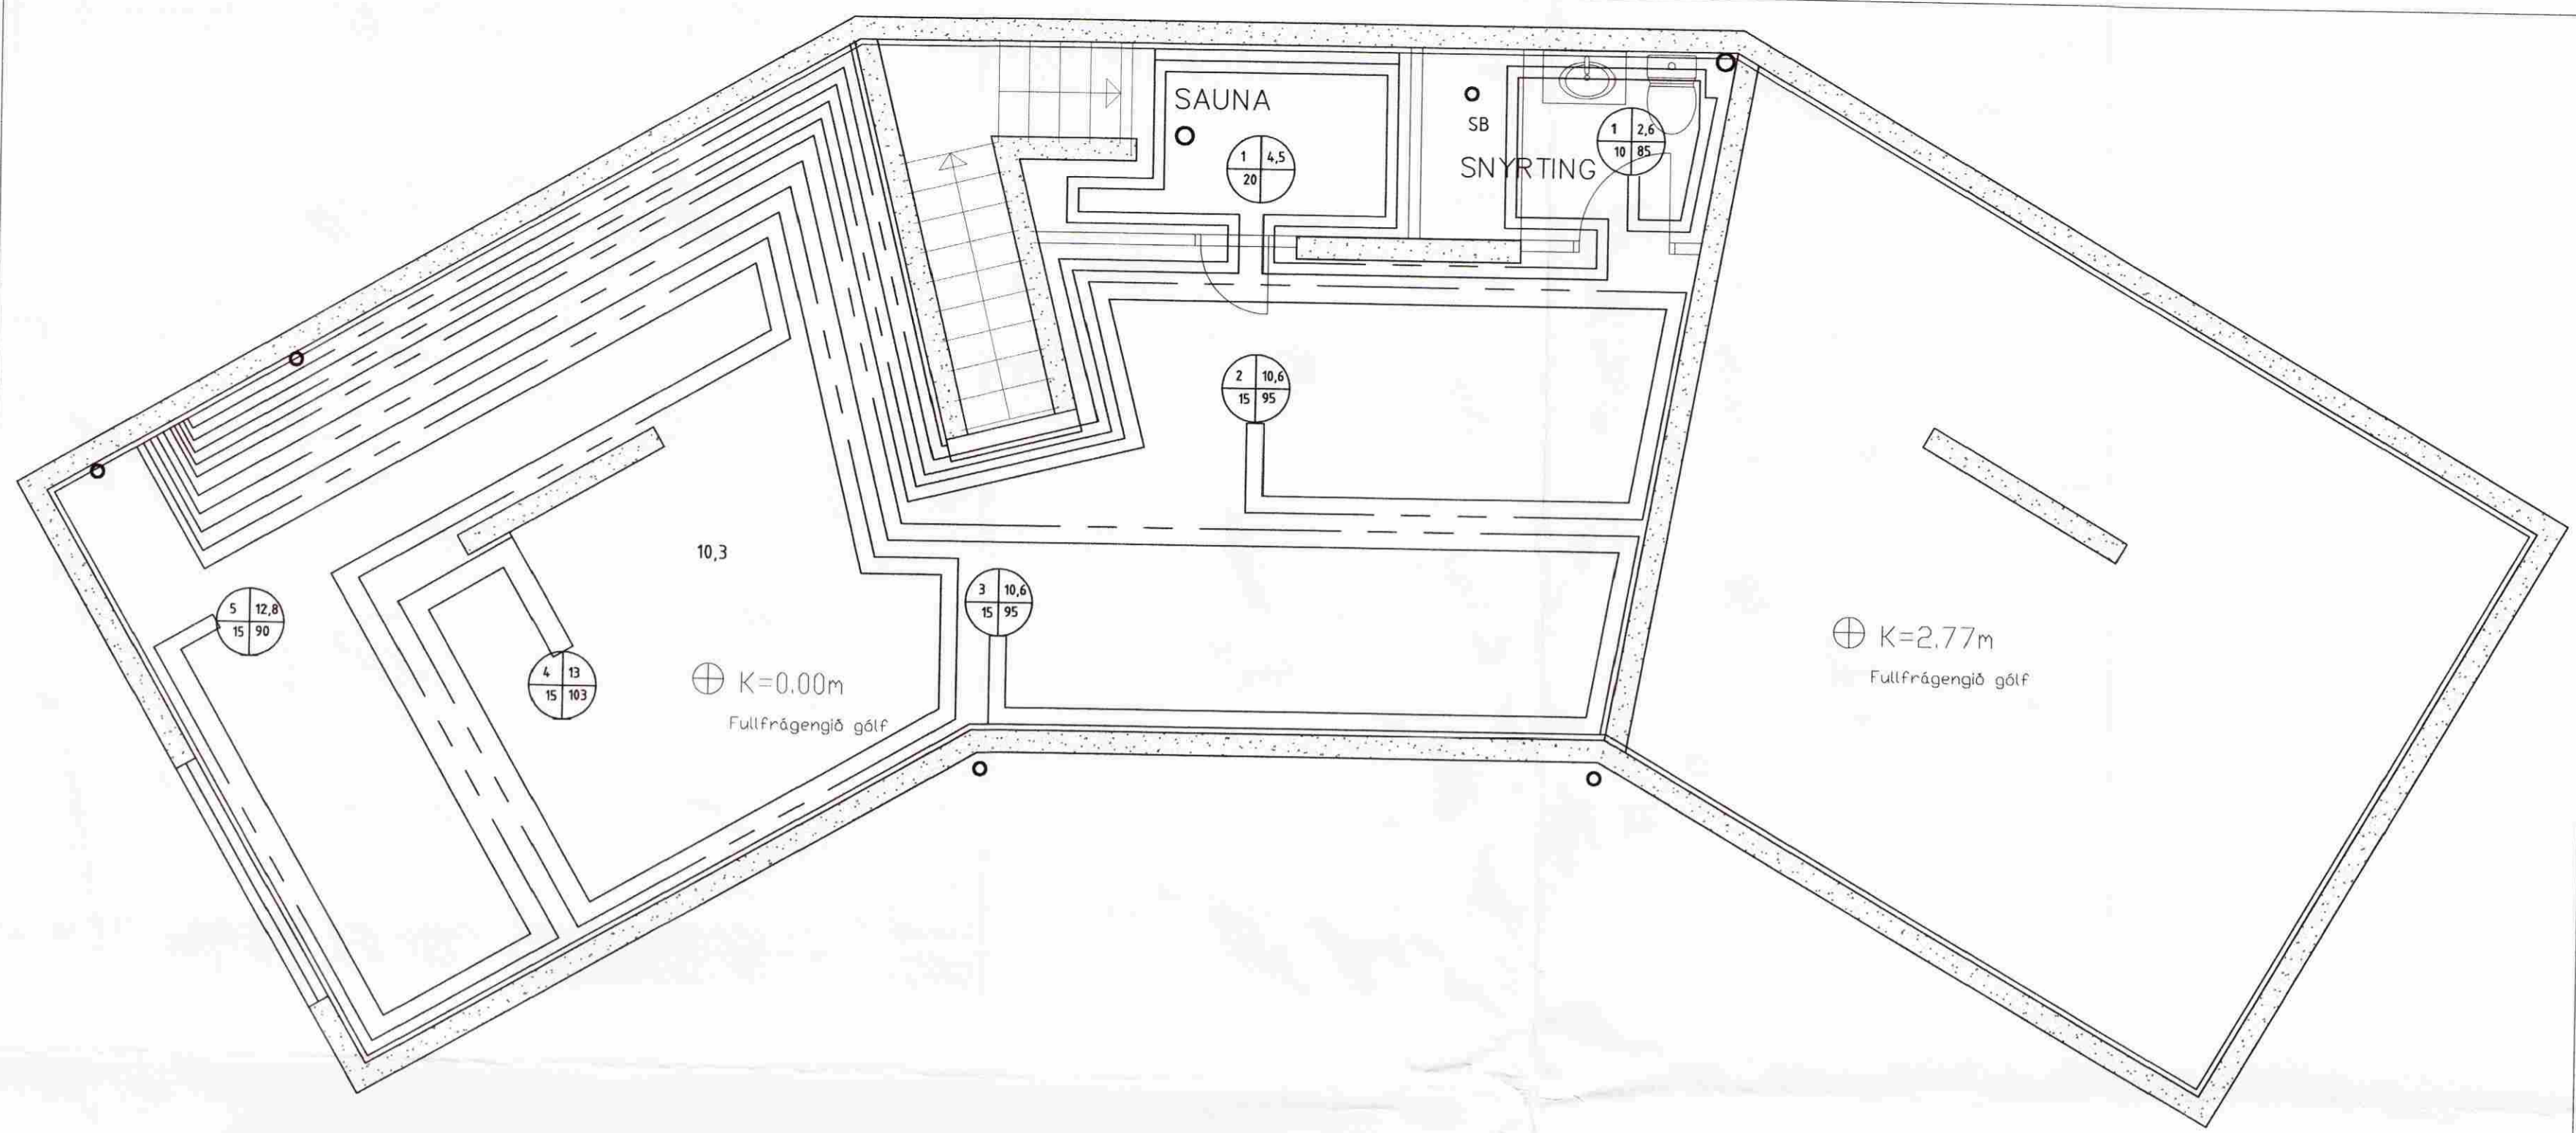 SAUNA
1 4,5
20
SB
SNYRTING
1 2,6
10 85
2 10,6
15 95
10,3
3 10,6
15 95
5 12,8
15 90
4 13
15 103
K=0.00m
Fullfrágengið gólf
K=2.77m
Fullfrágengið gólf